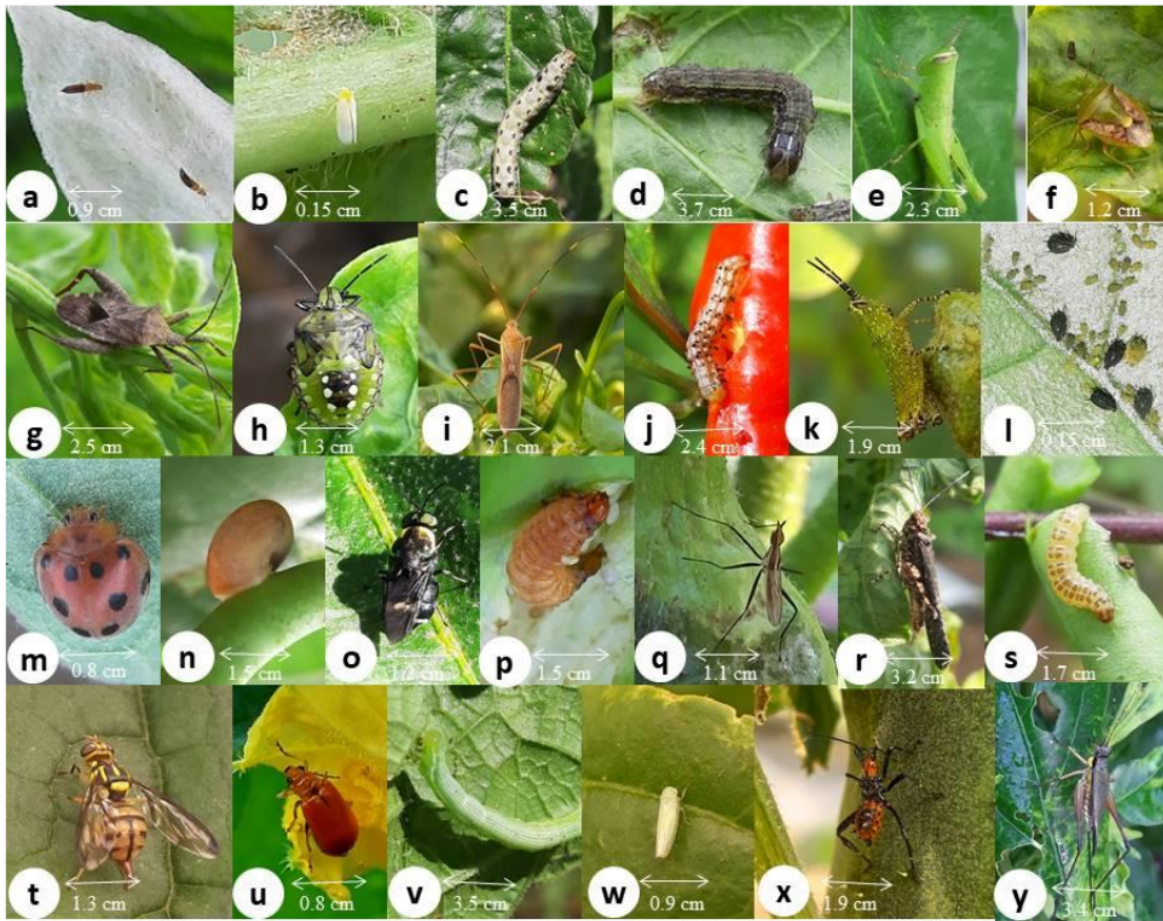 a
0.9 cm
b
0.15 cm
c
3.5 cm
d
3.7 cm
e
2.3 cm
f
1.2 cm
g
2.5 cm
h
1.3 cm
i
2.1 cm
j
2.4 cm
k
1.9 cm
l
0.15 cm
m
0.8 cm
n
1.5 cm
o
1.2 cm
p
1.5 cm
q
1.1 cm
r
3.2 cm
s
1.7 cm
t
1.3 cm
u
0.8 cm
v
3.5 cm
w
0.9 cm
x
1.9 cm
y
3.4 cm